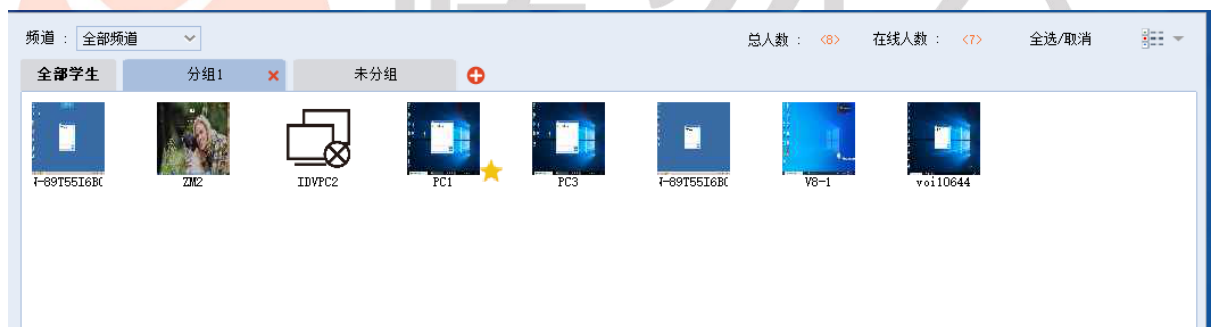 频道 : 全部频道 总人数 : <8> 在线人数 : <7> 全选/取消
全部学生 分组1 未分组
ZM2 IDVPC2 PC1 PC3 V8-1 voi10644